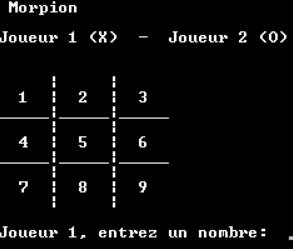 Morpion
Joueur 1 (X) – Joueur 2 (O)
1 2 3
4 5 6
7 8 9
Joueur 1, entrez un nombre: _